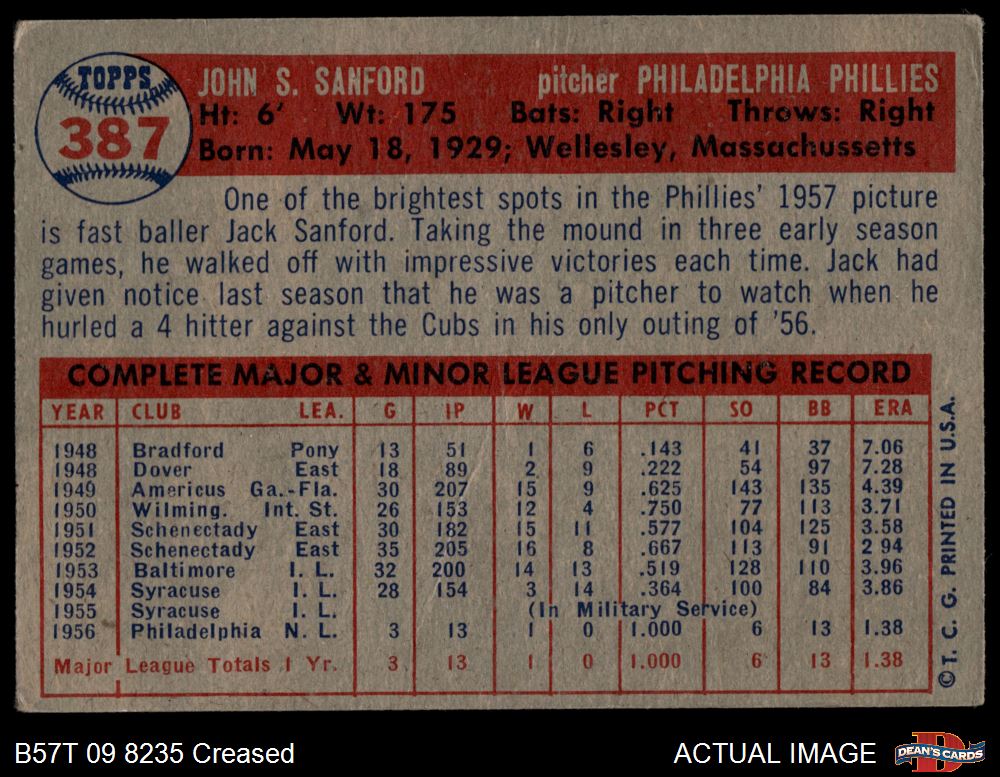 TOPPS
387
JOHN S. SANFORD pitcher PHILADELPHIA PHILLIES
Ht: 6' Wt: 175 Bats: Right Throws: Right
Born: May 18, 1929; Wellesley, Massachussetts
One of the brightest spots in the Phillies' 1957 picture
is fast baller Jack Sanford. Taking the mound in three early season
games, he walked off with impressive victories each time. Jack had
given notice last season that he was a pitcher to watch when he
hurled a 4 hitter against the Cubs in his only outing of '56.
COMPLETE MAJOR & MINOR LEAGUE PITCHING RECORD
YEAR CLUB LEA. G IP W L PCT SO BB ERA
1948 Bradford Pony 13 51 1 6 .143 41 37 7.06
1948 Dover East 18 89 2 9 .222 54 97 7.28
1949 Americus Ga.-Fla. 30 207 15 9 .625 143 135 4.39
1950 Wilming. Int. St. 26 153 12 4 .750 77 113 3.71
1951 Schenectady East 30 182 15 11 .577 104 125 3.58
1952 Schenectady East 35 205 16 8 .667 113 91 2 94
1953 Baltimore I. L. 32 200 14 13 .519 128 110 3.96
1954 Syracuse I. L. 28 154 3 14 .364 100 84 3.86
1955 Syracuse I. L. (In Military Service)
1956 Philadelphia N. L. 3 13 1 0 1.000 6 13 1.38
Major League Totals 1 Yr. 3 13 1 0 1.000 6 13 1.38
© T. C. G. PRINTED IN U.S.A.
B57T 09 8235 Creased
ACTUAL IMAGE
DEAN'S CARDS